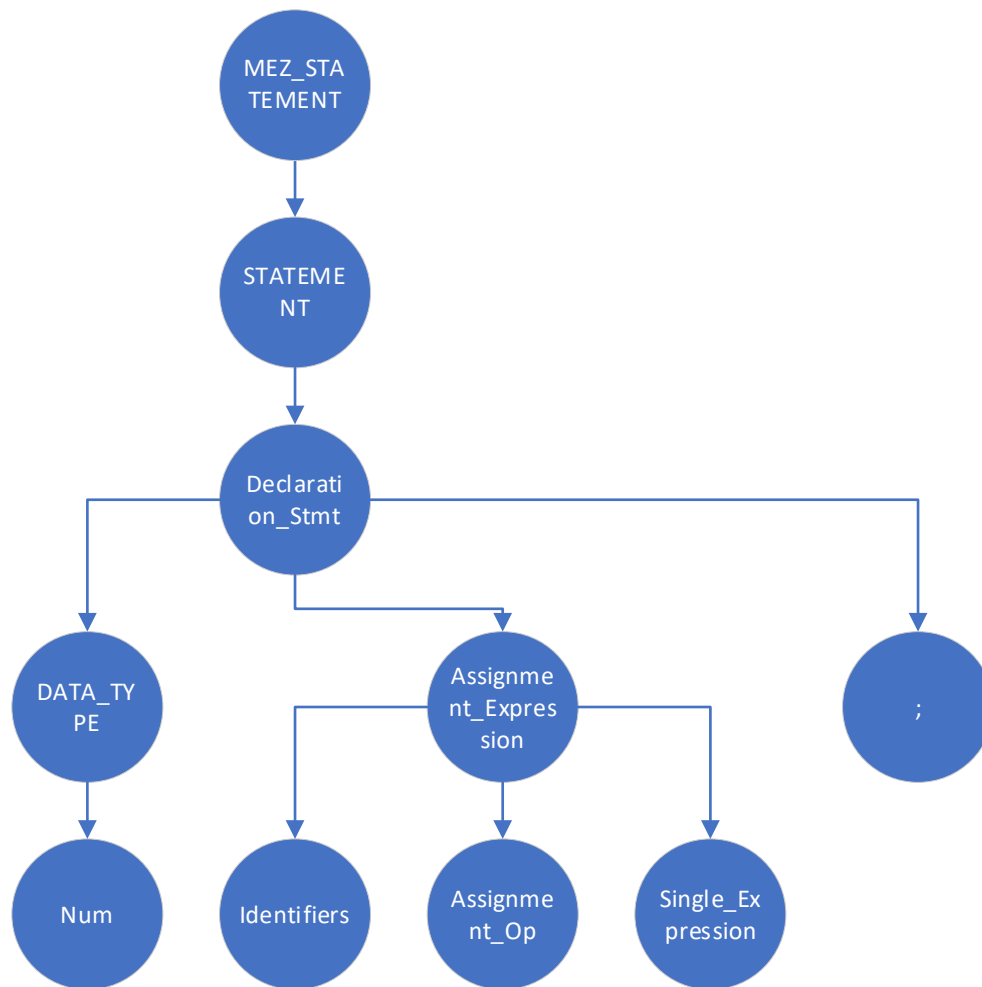 MEZ_STA
TEMENT
STATEME
NT
Declarati
on_Stmt
DATA_TY
PE
Assignme
nt_Expres
sion
;
Num
Identifiers
Assignme
nt_Op
Single_Ex
pression